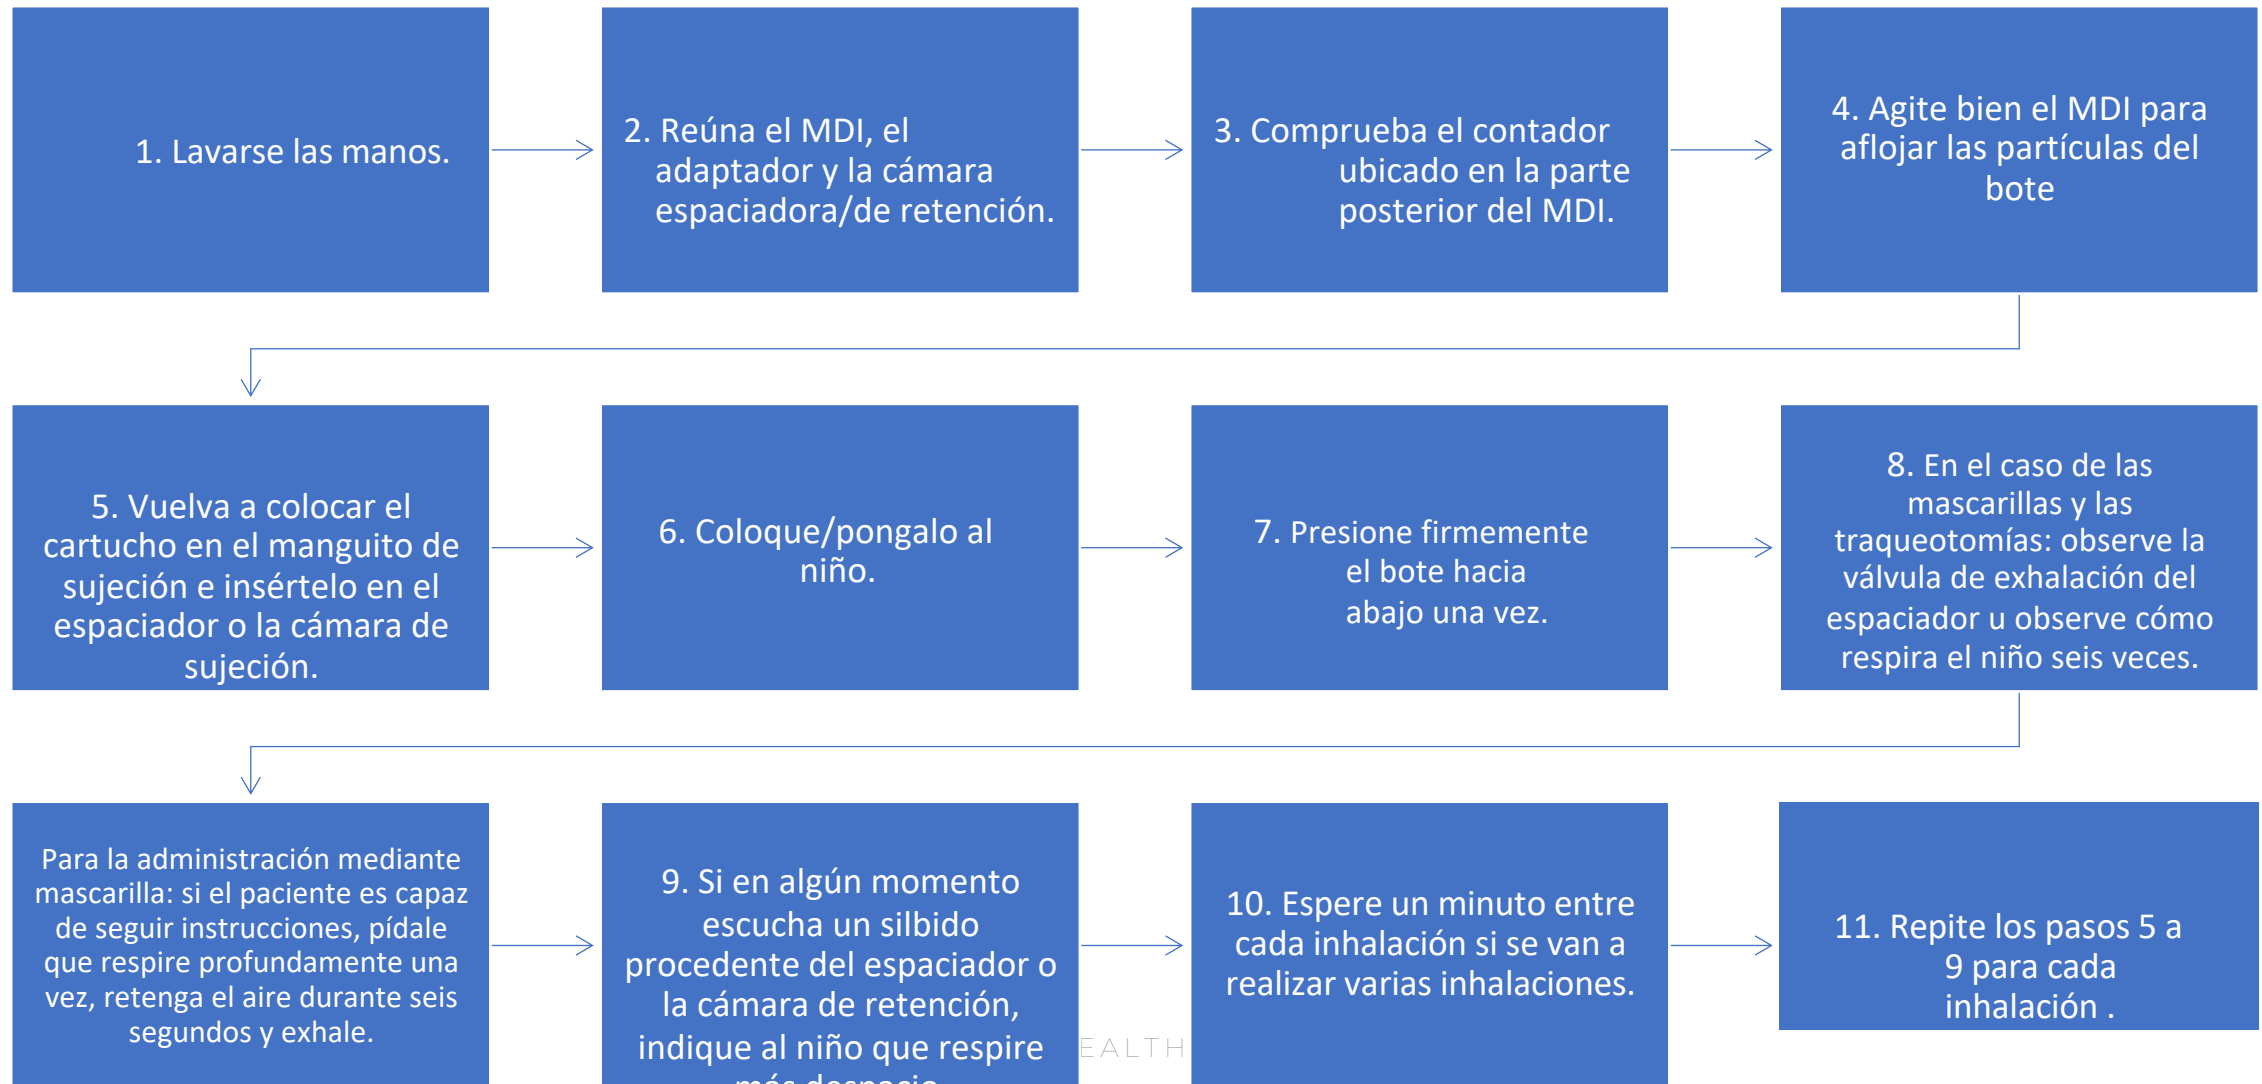 1. Lavarse las manos.
2. Reúna el MDI, el
adaptador y la cámara
espaciadora/de retención.
3. Comprueba el contador
ubicado en la parte
posterior del MDI.
4. Agite bien el MDI para
aflojar las partículas del
bote
5. Vuelva a colocar el
cartucho en el manguito de
sujeción e insértelo en el
espaciador o la cámara de
sujeción.
6. Coloque/pongalo al
niño.
7. Presione firmemente
el bote hacia
abajo una vez.
8. En el caso de las
mascarillas y las
traqueotomías: observe la
válvula de exhalación del
espaciador u observe cómo
respira el niño seis veces.
Para la administración mediante
mascarilla: si el paciente es capaz
de seguir instrucciones, pídale
que respire profundamente una
vez, retenga el aire durante seis
segundos y exhale.
9. Si en algún momento
escucha un silbido
procedente del espaciador o
la cámara de retención,
indique al niño que respire
más despacio
10. Espere un minuto entre
cada inhalación si se van a
realizar varias inhalaciones.
11. Repite los pasos 5 a
9 para cada
inhalación .
EALTH